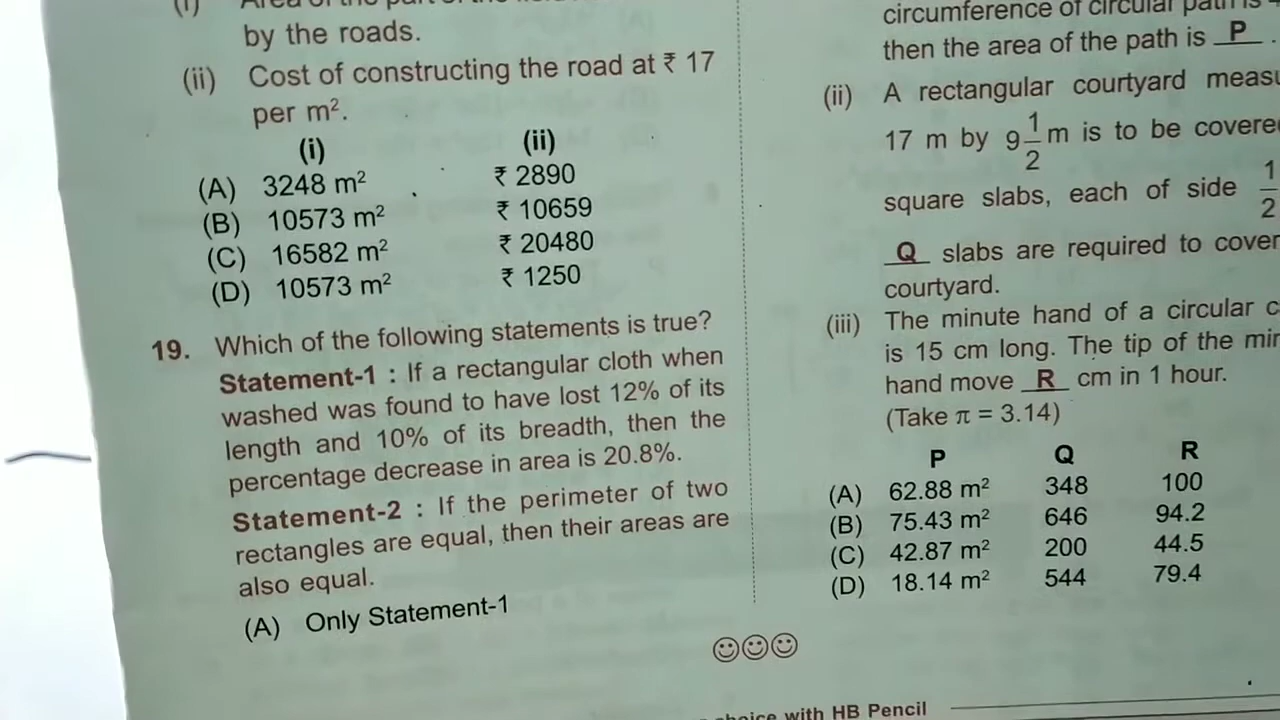 (i)
by the roads.
(ii) Cost of constructing the road at ₹ 17
per m².
(i) (ii)
(A) 3248 m² ₹ 2890
(B) 10573 m² ₹ 10659
(C) 16582 m² ₹ 20480
(D) 10573 m² ₹ 1250
19. Which of the following statements is true?
Statement-1 : If a rectangular cloth when
washed was found to have lost 12% of its
length and 10% of its breadth, then the
percentage decrease in area is 20.8%.
Statement-2 : If the perimeter of two
rectangles are equal, then their areas are
also equal.
(A) Only Statement-1
circumference of circular path is
then the area of the path is P .
(ii) A rectangular courtyard
17 m by 9 1/2 m is to be
square slabs, each of side 1/2
Q slabs are required to cover
courtyard.
(iii) The minute hand of a circular
is 15 cm long. The tip of the
hand move R cm in 1 hour.
(Take π = 3.14)
P Q R
(A) 62.88 m² 348 100
(B) 75.43 m² 646 94.2
(C) 42.87 m² 200 44.5
(D) 18.14 m² 544 79.4
with HB Pencil